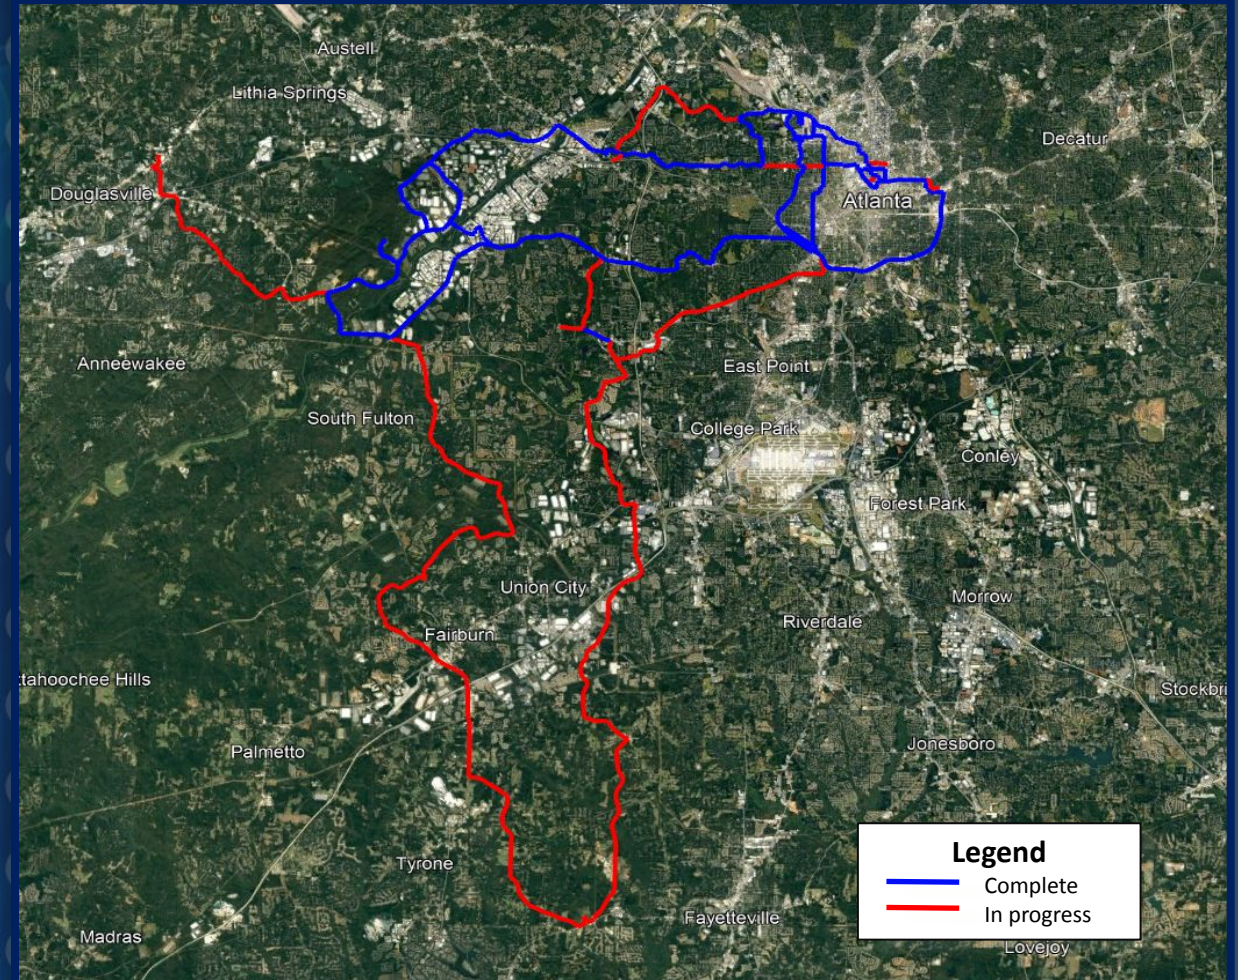 Austell
Lithia Springs
Decatur
Douglasville
Atlanta
Anneewakee
East Point
South Fulton
College Park
Conley
Forest Park
Union City
Morrow
Riverdale
Fairburn
ttahoochee Hills
Stockbri
Jonesboro
Palmetto
Legend
Complete
In progress
Tyrone
Fayetteville
Madras
Lovejoy